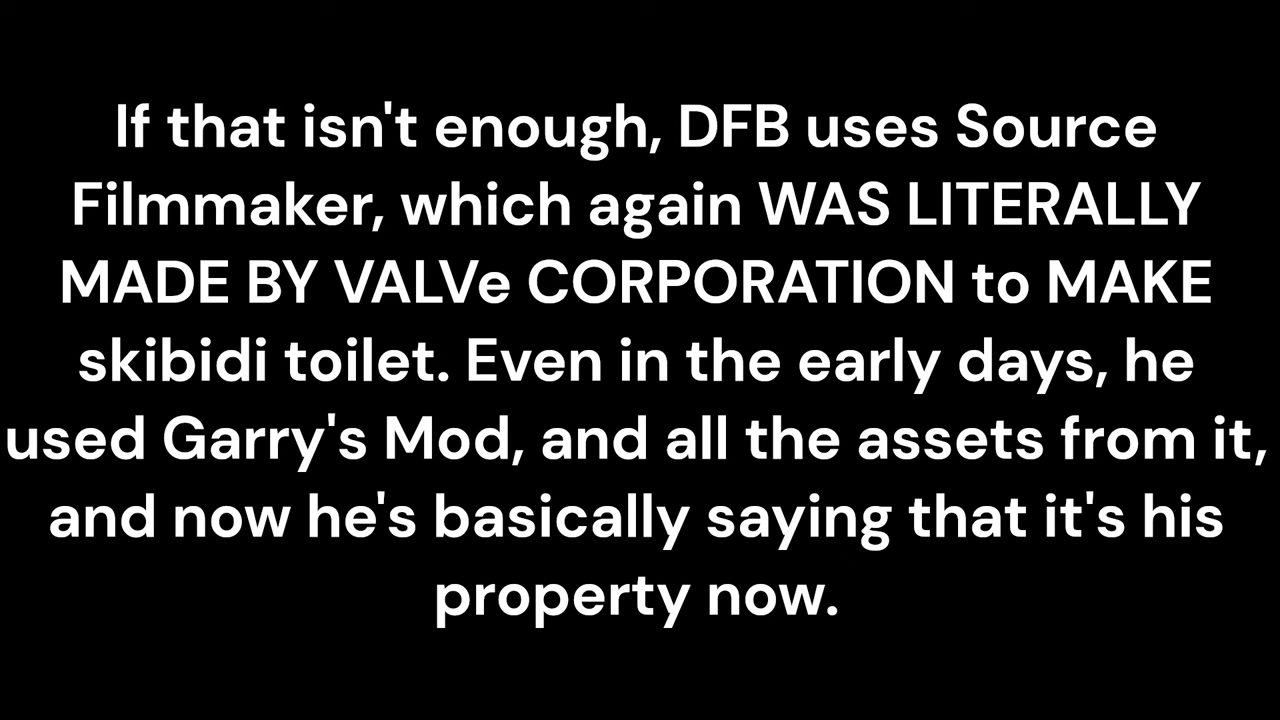 If that isn't enough, DFB uses Source
Filmmaker, which again WAS LITERALLY
MADE BY VALVe CORPORATION to MAKE
skibidi toilet. Even in the early days, he
used Garry's Mod, and all the assets from it,
and now he's basically saying that it's his
property now.